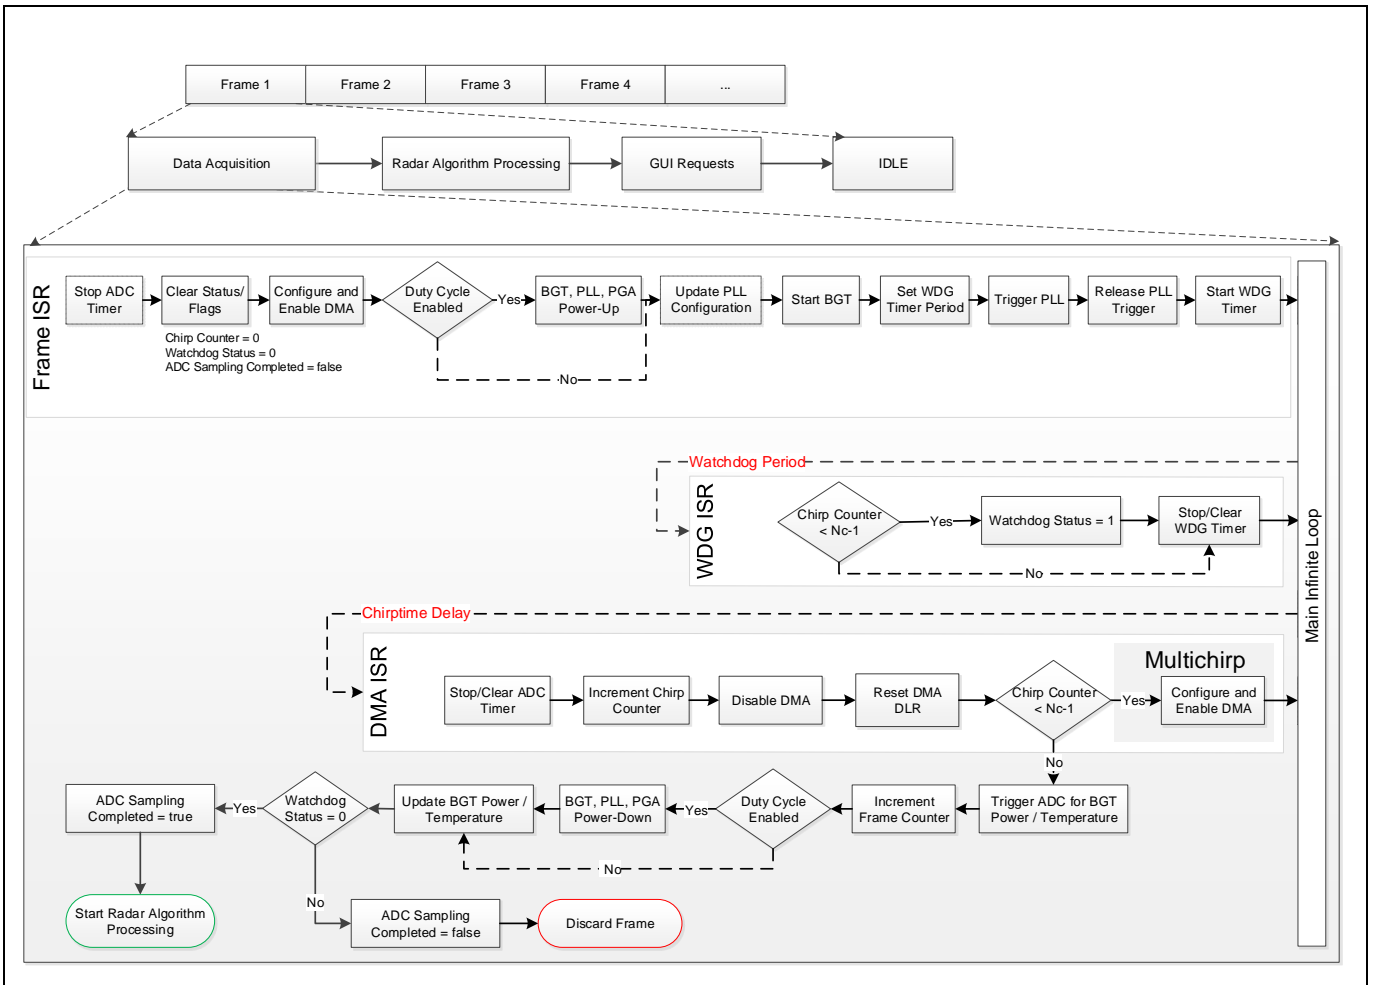 Frame 1
Frame 2
Frame 3
Frame 4
...
Data Acquisition
Radar Algorithm Processing
GUI Requests
IDLE
Frame ISR
Stop ADC
Timer
Clear Status/
Flags
Configure and
Enable DMA
Duty Cycle
Enabled
Yes
BGT, PLL, PGA
Power-Up
Update PLL
Configuration
Start BGT
Set WDG
Timer Period
Trigger PLL
Release PLL
Trigger
Start WDG
Timer
Chirp Counter = 0
Watchdog Status = 0
ADC Sampling Completed = false
No
Main Infinite Loop
Watchdog Period
WDG ISR
Chirp Counter
< Nc-1
Yes
Watchdog Status = 1
Stop/Clear
WDG Timer
No
Chirptime Delay
DMA ISR
Stop/Clear ADC
Timer
Increment Chirp
Counter
Disable DMA
Reset DMA
DLR
Chirp Counter
< Nc-1
Yes
Multichirp
Configure and
Enable DMA
No
Trigger ADC for BGT
Power / Temperature
Increment
Frame Counter
Duty Cycle
Enabled
Yes
BGT, PLL, PGA
Power-Down
Update BGT Power /
Temperature
No
Watchdog
Status = 0
Yes
ADC Sampling
Completed = true
Start Radar Algorithm
Processing
No
ADC Sampling
Completed = false
Discard Frame